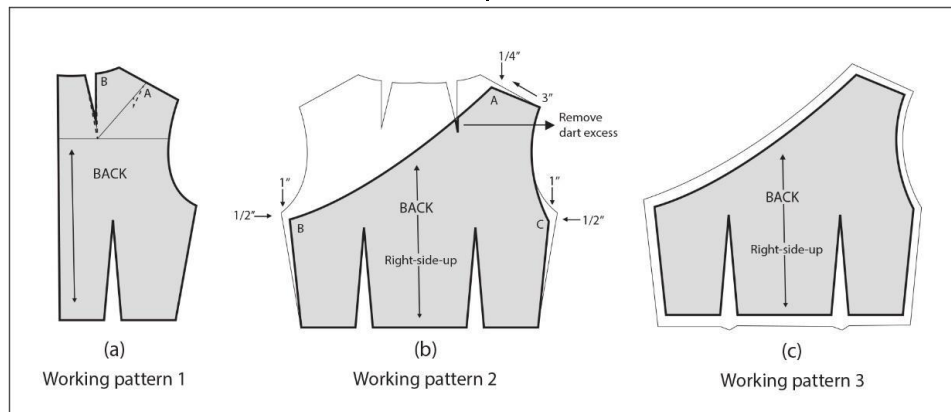 B
A
BACK
(a)
Working pattern 1
1/4"
3"
A
Remove
dart excess
1"
1/2"
1"
1/2"
BACK
B
C
Right-side-up
(b)
Working pattern 2
BACK
Right-side-up
(c)
Working pattern 3